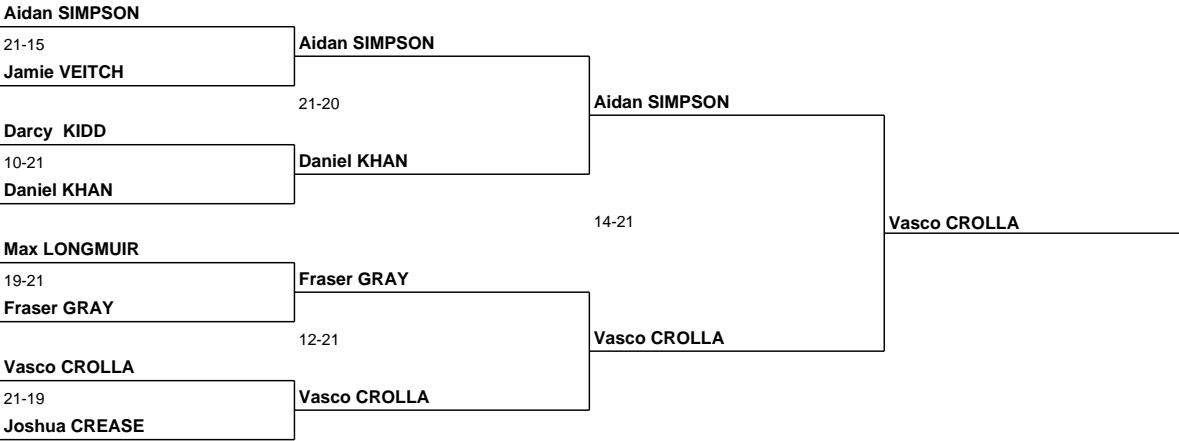 Aidan SIMPSON
21-15
Aidan SIMPSON
Jamie VEITCH
21-20
Aidan SIMPSON
Darcy  KIDD
10-21
Daniel KHAN
Daniel KHAN
14-21
Vasco CROLLA
Max LONGMUIR
19-21
Fraser GRAY
Fraser GRAY
12-21
Vasco CROLLA
Vasco CROLLA
21-19
Vasco CROLLA
Joshua CREASE